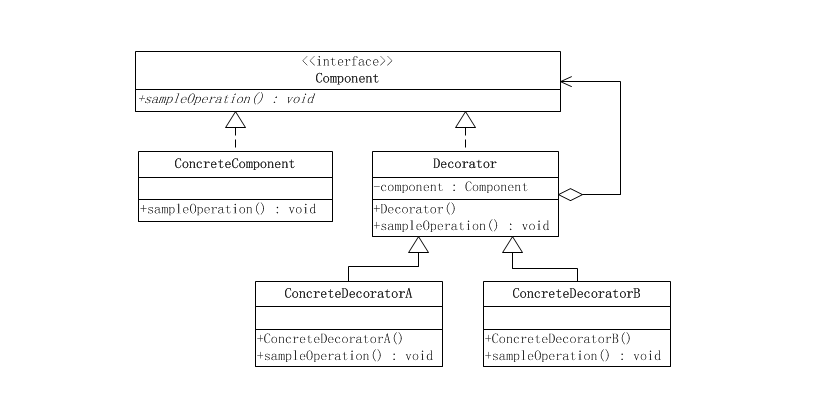 <<interface>>
Component
+sampleOperation() : void
ConcreteComponent
+sampleOperation() : void
Decorator
-component : Component
+Decorator()
+sampleOperation() : void
ConcreteDecoratorA
+ConcreteDecoratorA()
+sampleOperation() : void
ConcreteDecoratorB
+ConcreteDecoratorB()
+sampleOperation() : void